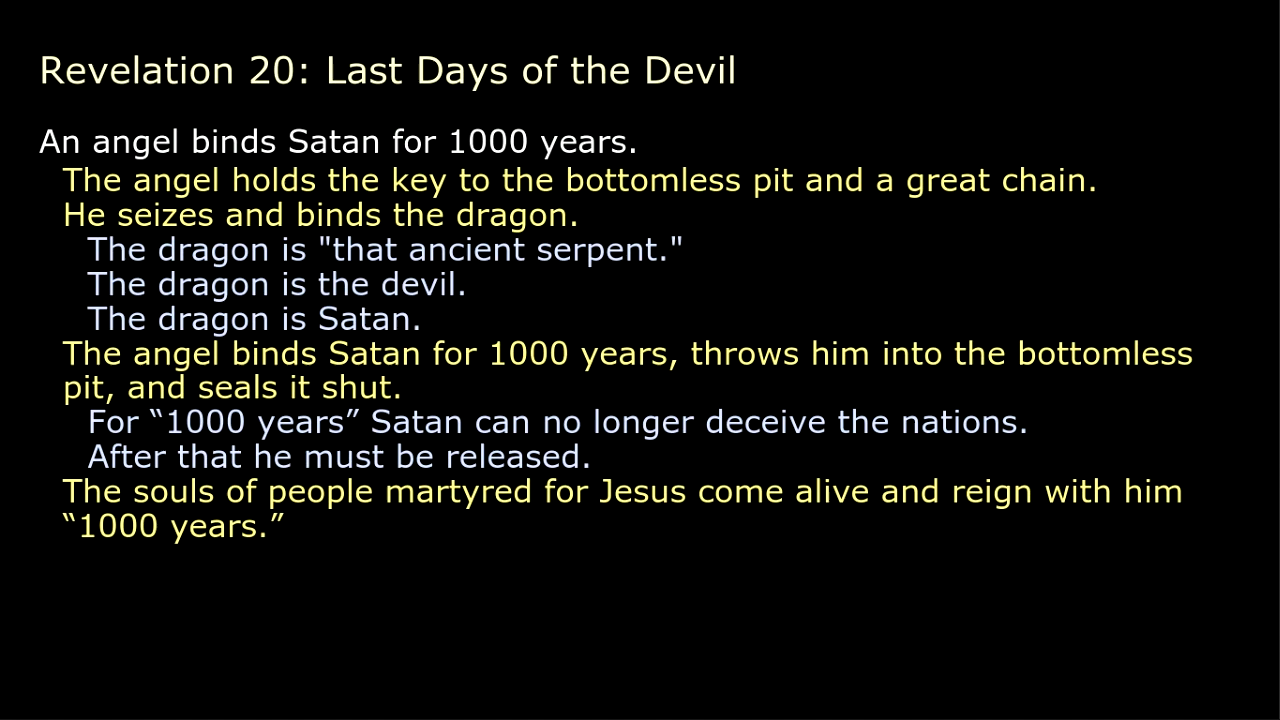 Revelation 20: Last Days of the Devil
An angel binds Satan for 1000 years.
The angel holds the key to the bottomless pit and a great chain.
He seizes and binds the dragon.
The dragon is "that ancient serpent."
The dragon is the devil.
The dragon is Satan.
The angel binds Satan for 1000 years, throws him into the bottomless
pit, and seals it shut.
For “1000 years” Satan can no longer deceive the nations.
After that he must be released.
The souls of people martyred for Jesus come alive and reign with him
“1000 years.”